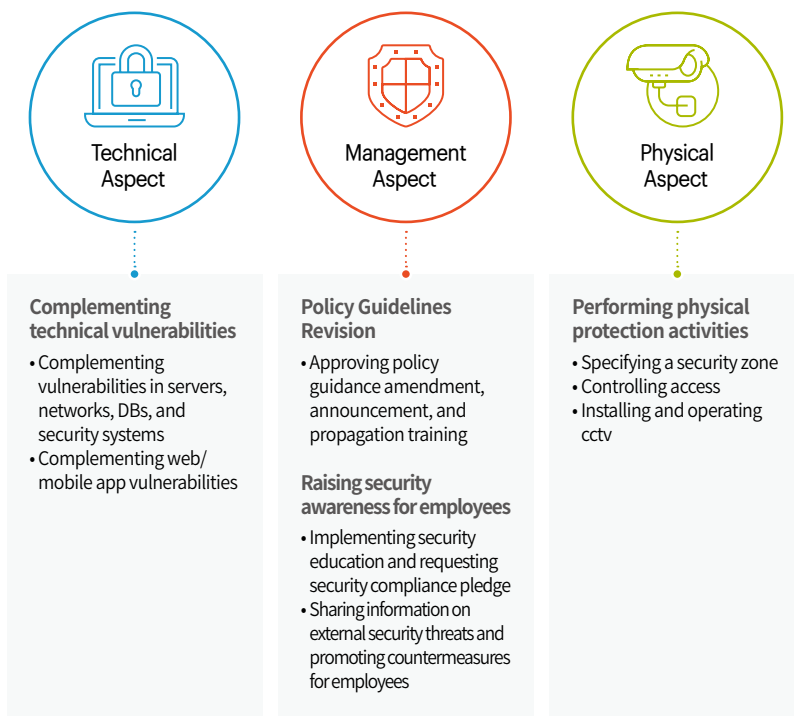 Technical
Aspect
Management
Aspect
Physical
Aspect
Complementing
technical vulnerabilities
• Complementing
vulnerabilities in servers,
networks, DBs, and
security systems
• Complementing web/
mobile app vulnerabilities
Policy Guidelines
Revision
• Approving policy
guidance amendment,
announcement, and
propagation training
Raising security
awareness for employees
• Implementing security
education and requesting
security compliance pledge
• Sharing information on
external security threats and
promoting countermeasures
for employees
Performing physical
protection activities
• Specifying a security zone
• Controlling access
• Installing and operating
cctv